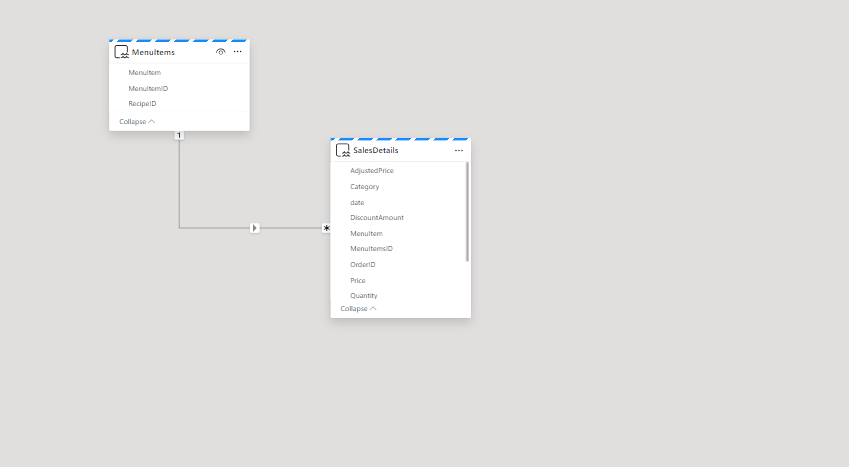 MenuItems
MenuItem
MenuItemID
RecipeID
Collapse
1
SalesDetails
AdjustedPrice
Category
date
DiscountAmount
MenuItem
MenuItemsID
OrderID
Price
Quantity
Collapse
*